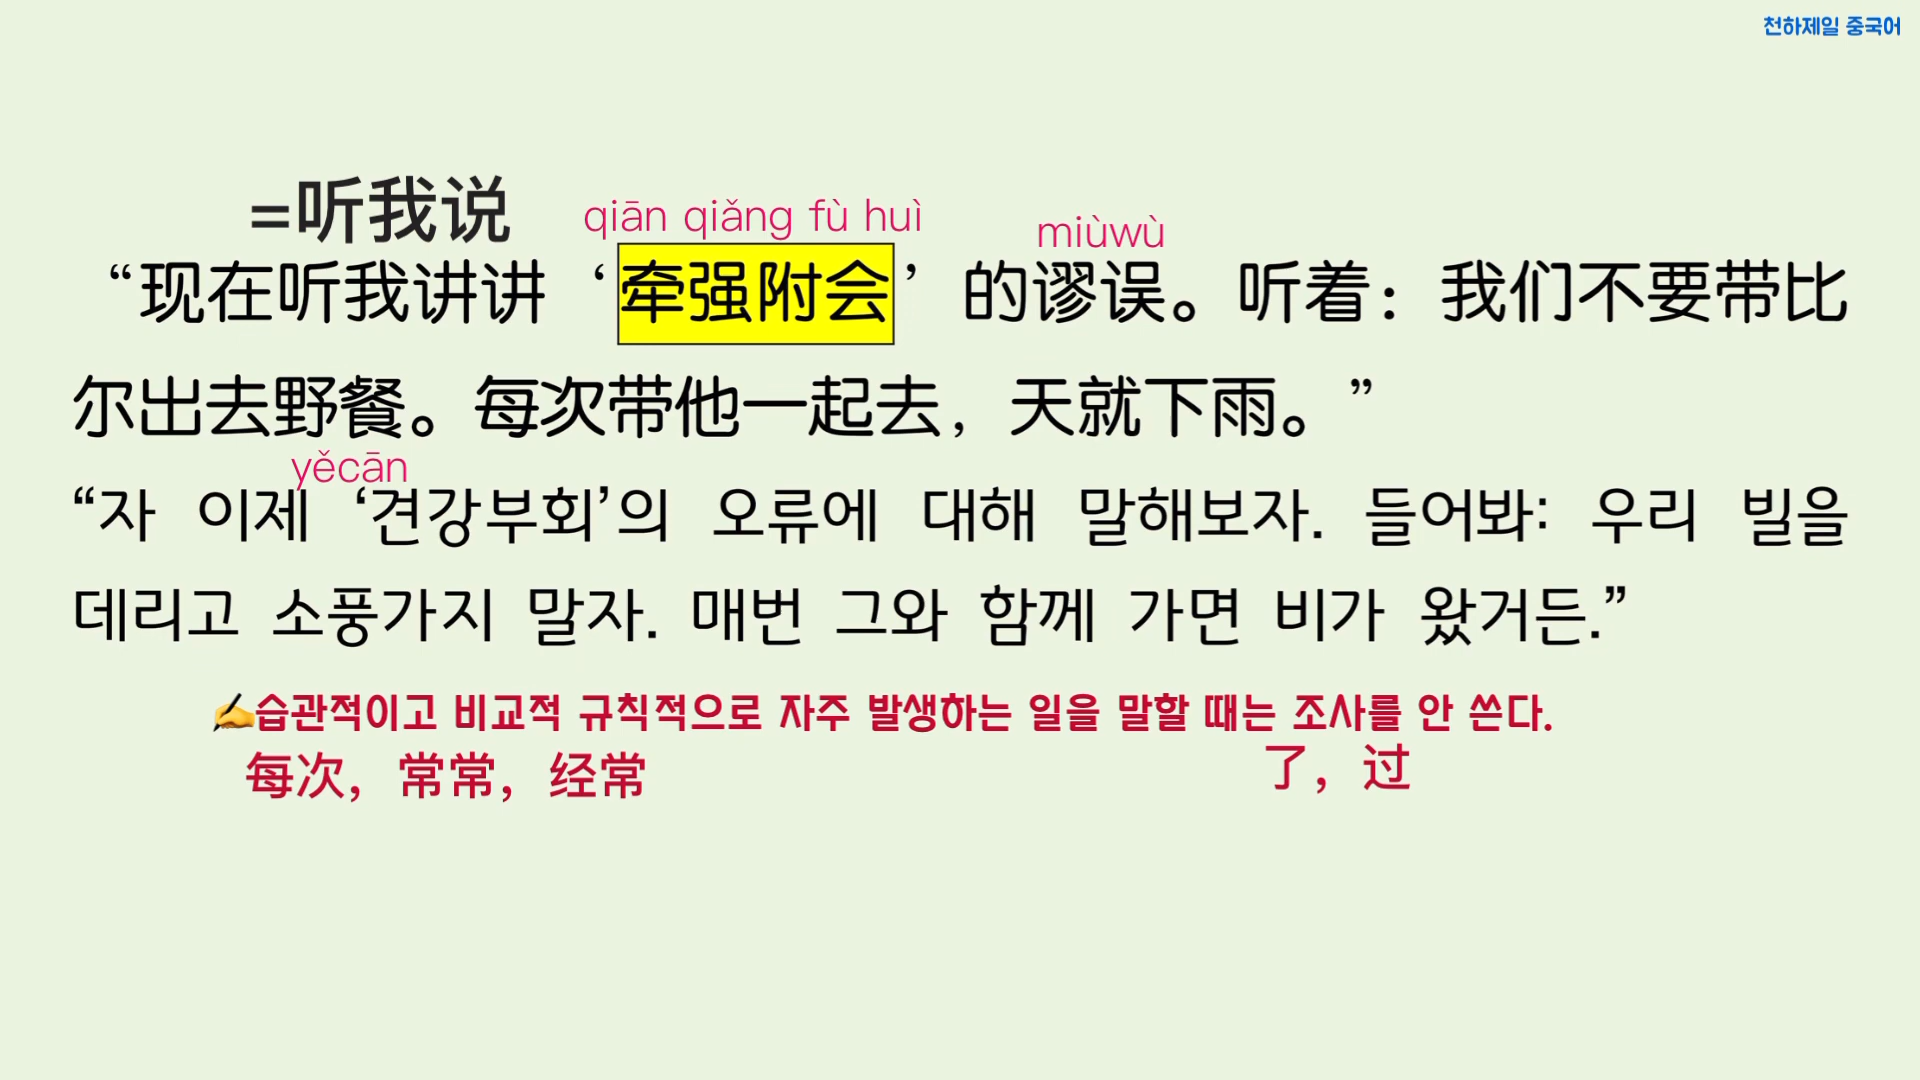 천하제일 중국어
=听我说
qiān qiǎng fù huì
miùwù
“现在听我讲讲‘牵强附会’的谬误。听着：我们不要带比
尔出去野餐。每次带他一起去，天就下雨。”
yěcān
“자 이제 ‘견강부회’의 오류에 대해 말해보자. 들어봐: 우리 빌을
데리고 소풍가지 말자. 매번 그와 함께 가면 비가 왔거든.”
✍습관적이고 비교적 규칙적으로 자주 발생하는 일을 말할 때는 조사를 안 쓴다.
每次，常常，经常
了，过